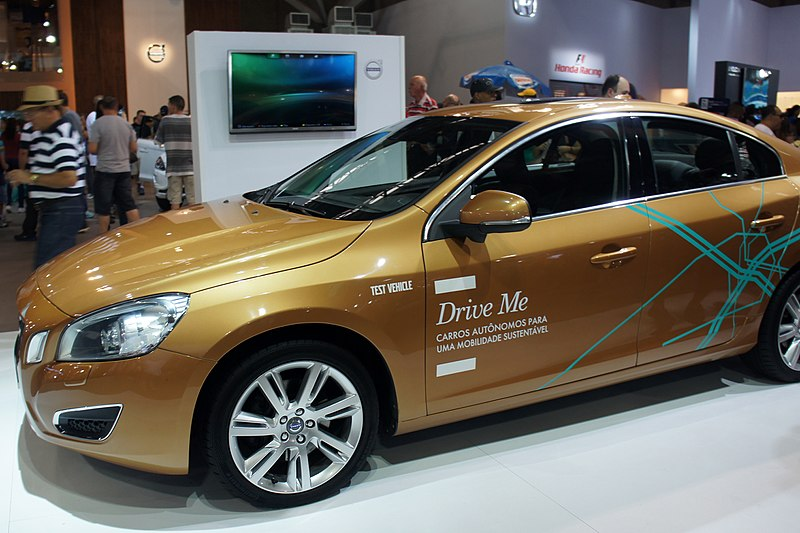 Honda Racing
TEST VEHICLE
Drive Me
CARROS AUTÔNOMOS PARA
UMA MOBILIDADE SUSTENTÁVEL